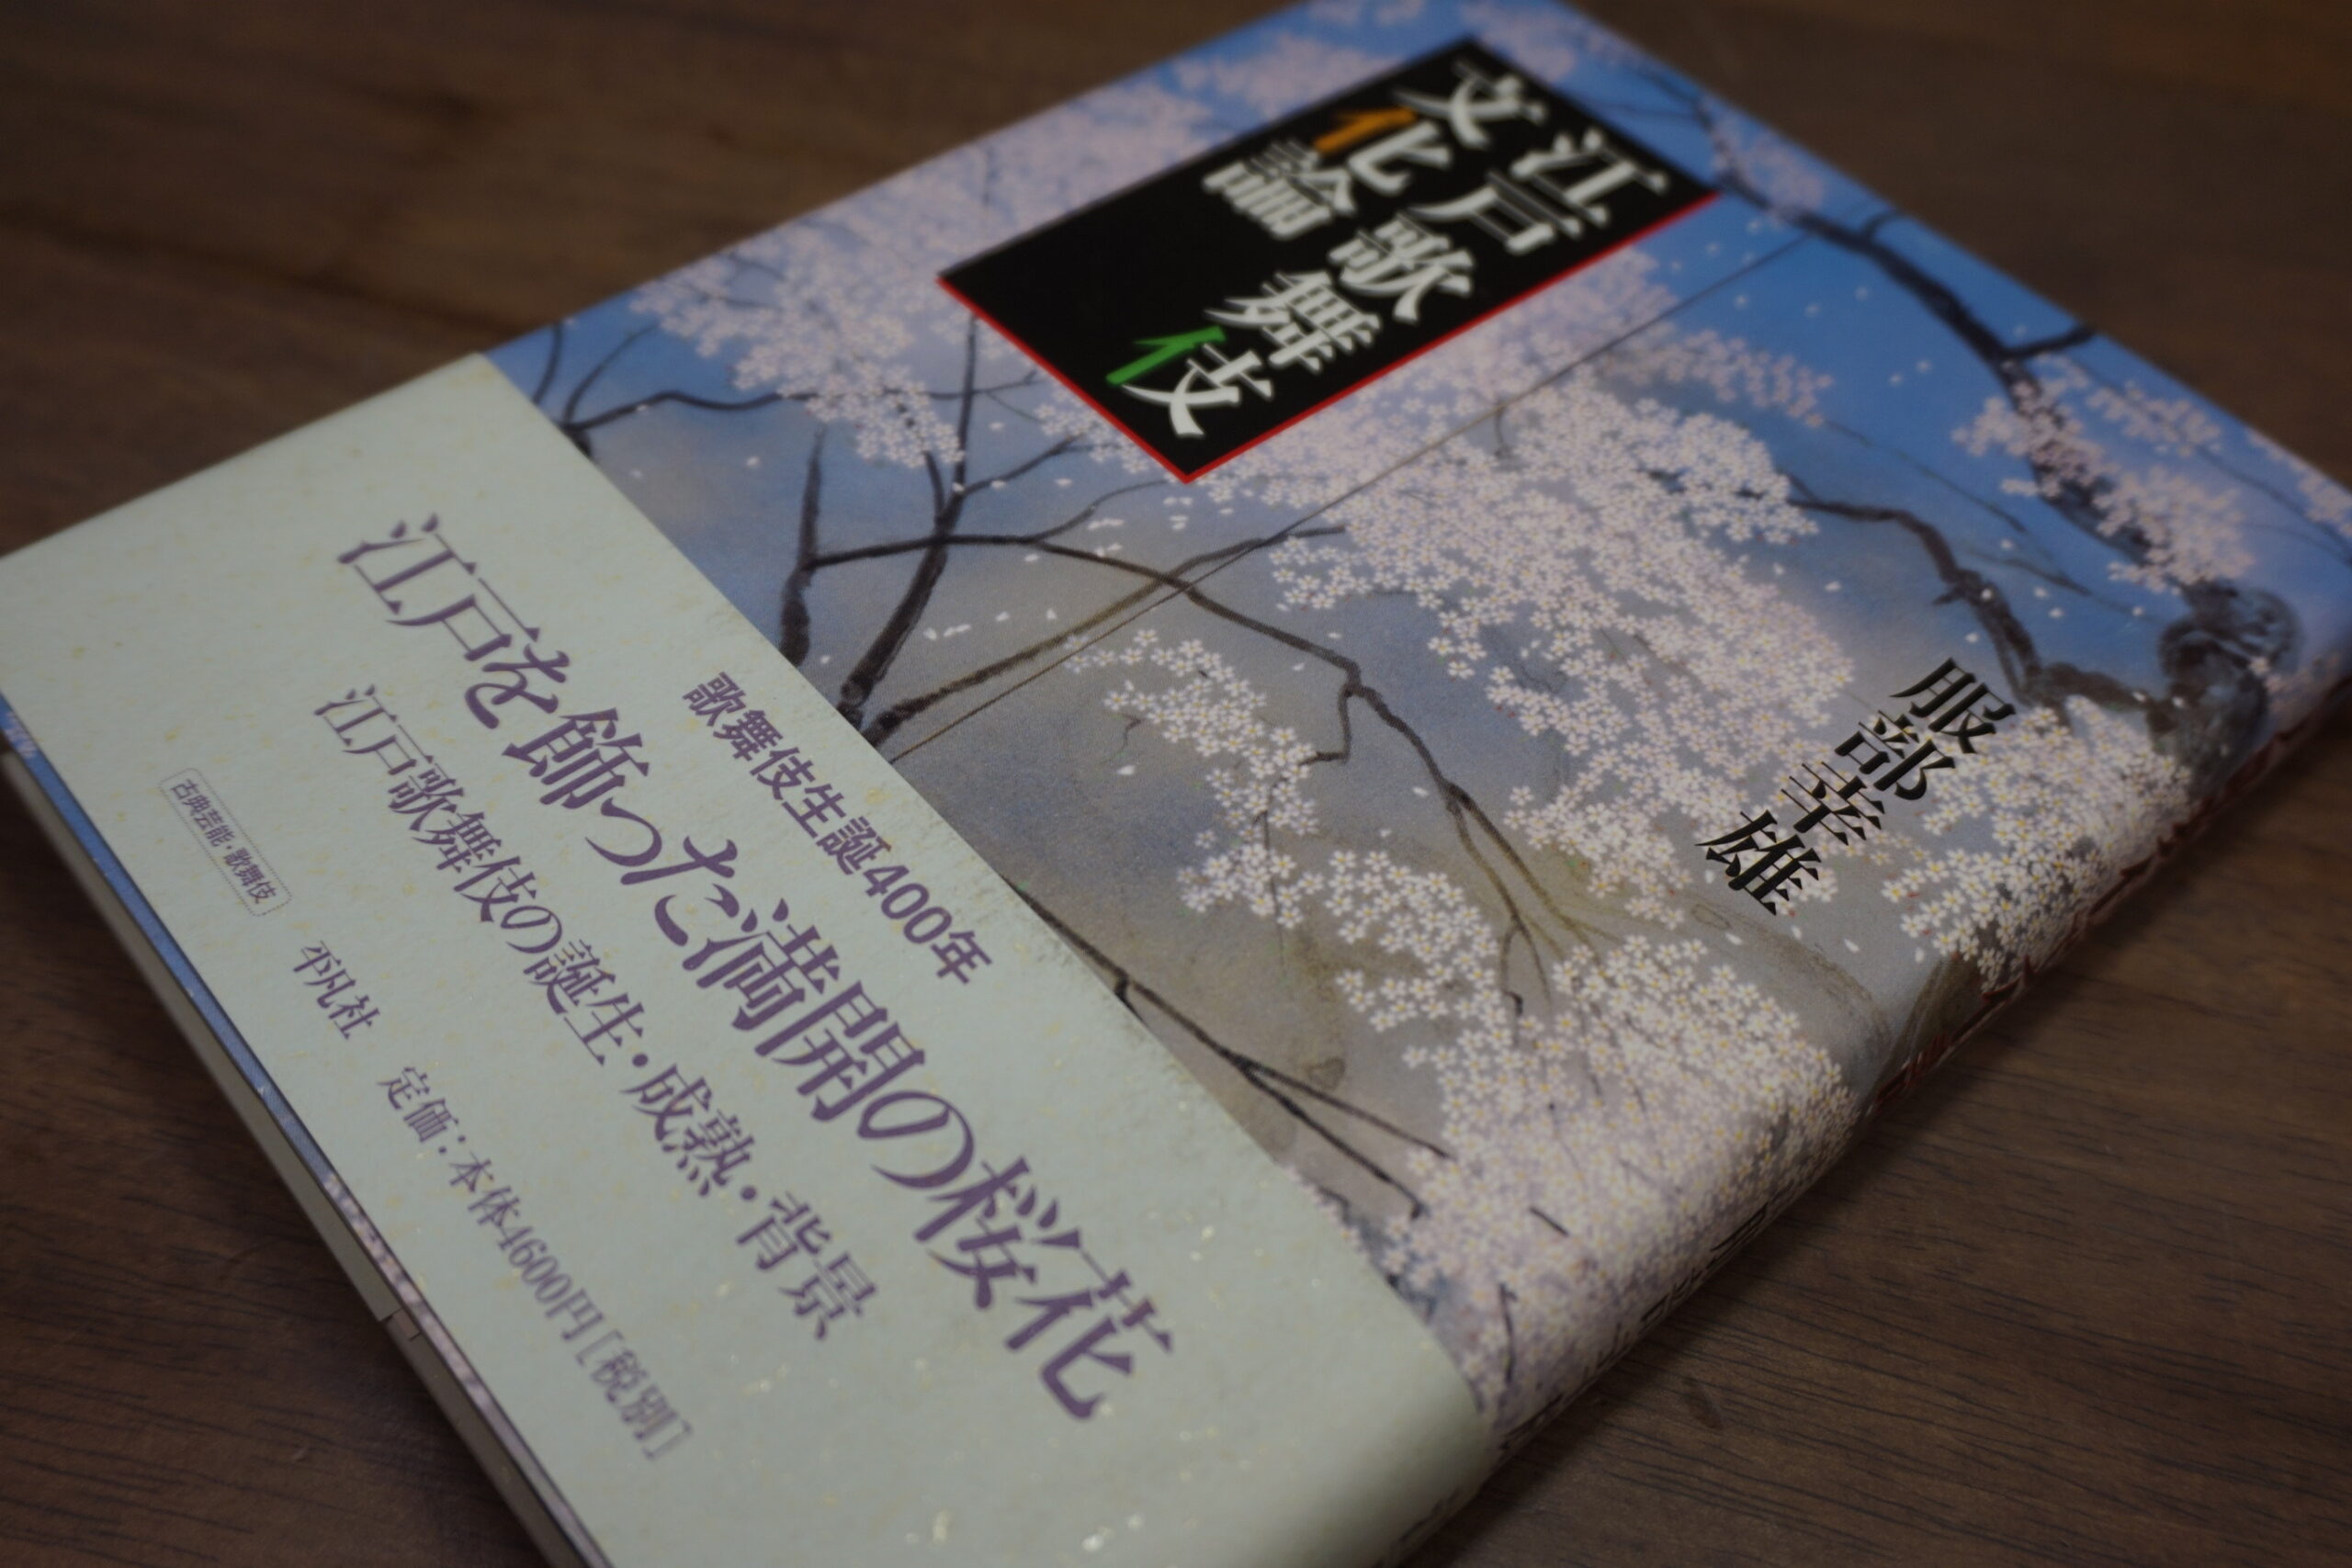 江戸歌舞伎
文化論
服部幸雄
歌舞伎生誕400年
江戸を飾った満開の桜花
江戸歌舞伎の誕生・成熟・背景
古典芸能・歌舞伎
平凡社
定価：本体4600円［税別］